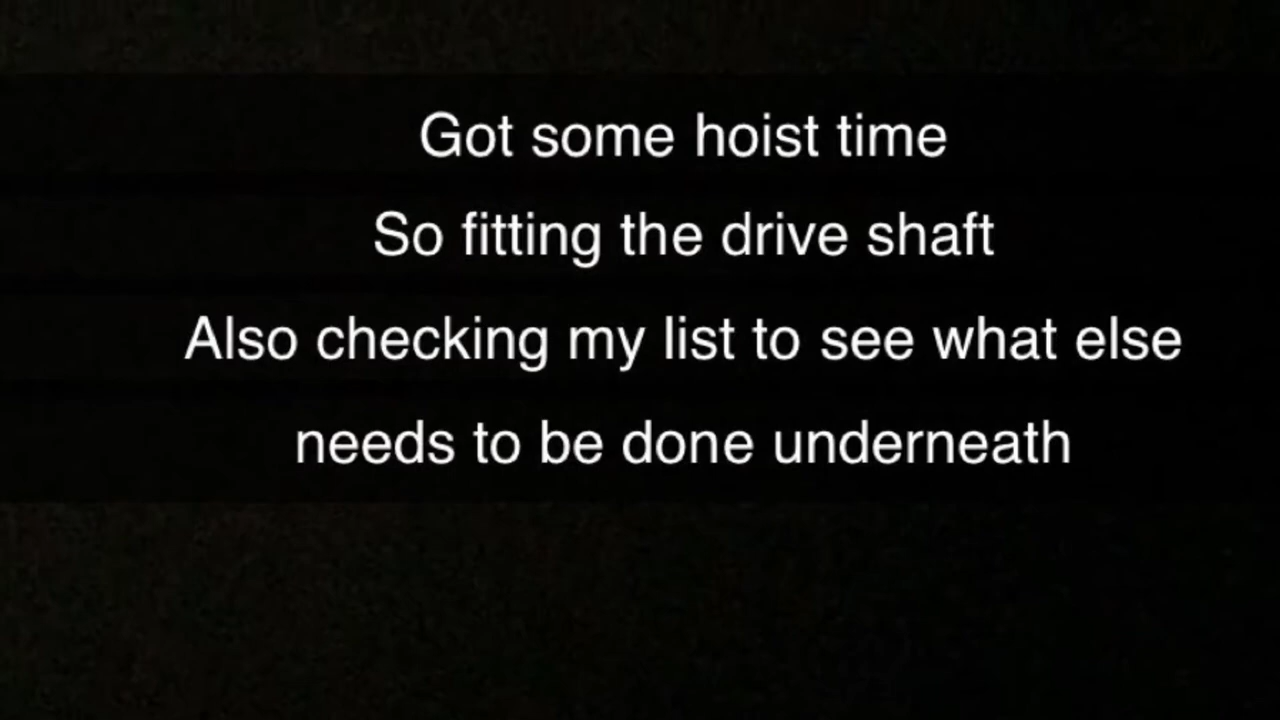 Got some hoist time
So fitting the drive shaft
Also checking my list to see what else
needs to be done underneath